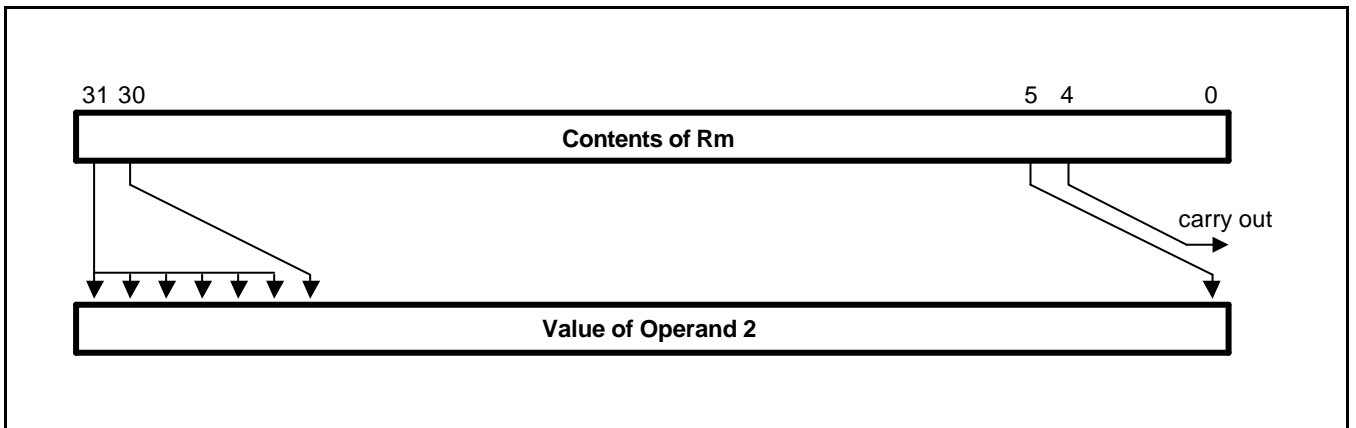 31 30 5 4 0
Contents of Rm
carry out
Value of Operand 2